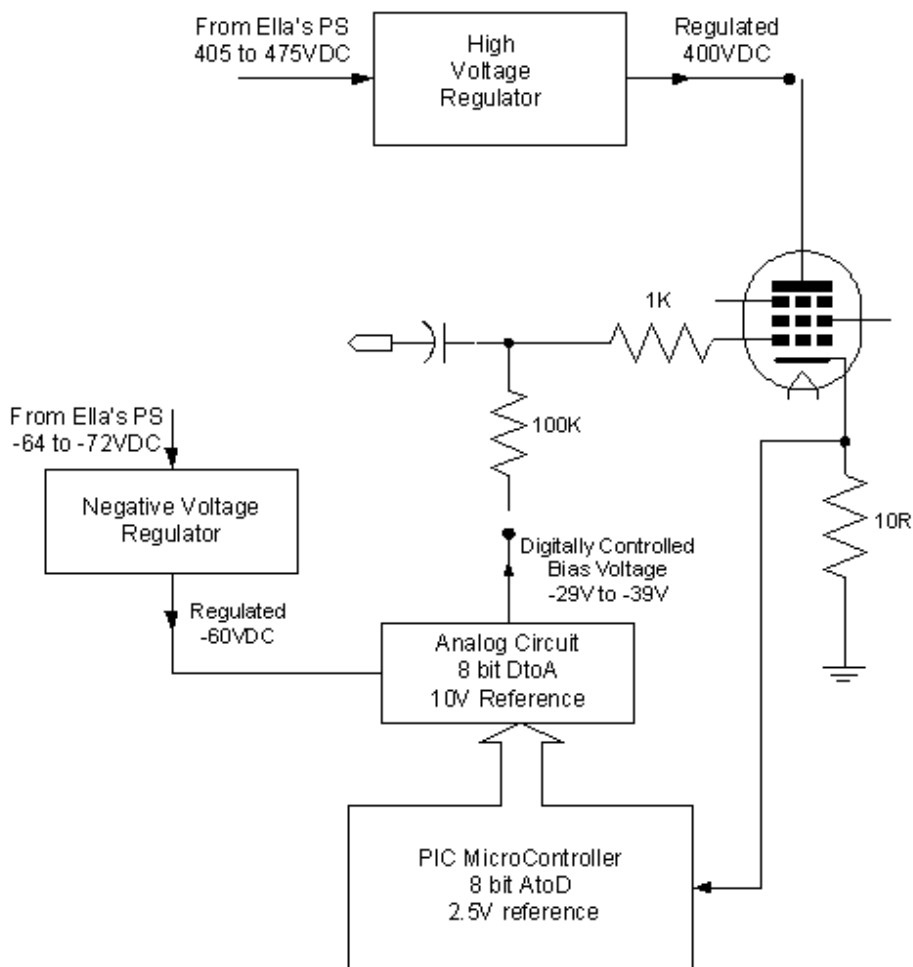 From Ella's PS
405 to 475VDC
High
Voltage
Regulator
Regulated
400VDC
1K
100K
From Ella's PS
-64 to -72VDC
Negative Voltage
Regulator
10R
Digitally Controlled
Bias Voltage
-29V to -39V
Regulated
-60VDC
Analog Circuit
8 bit DtoA
10V Reference
PIC MicroController
8 bit AtoD
2.5V reference